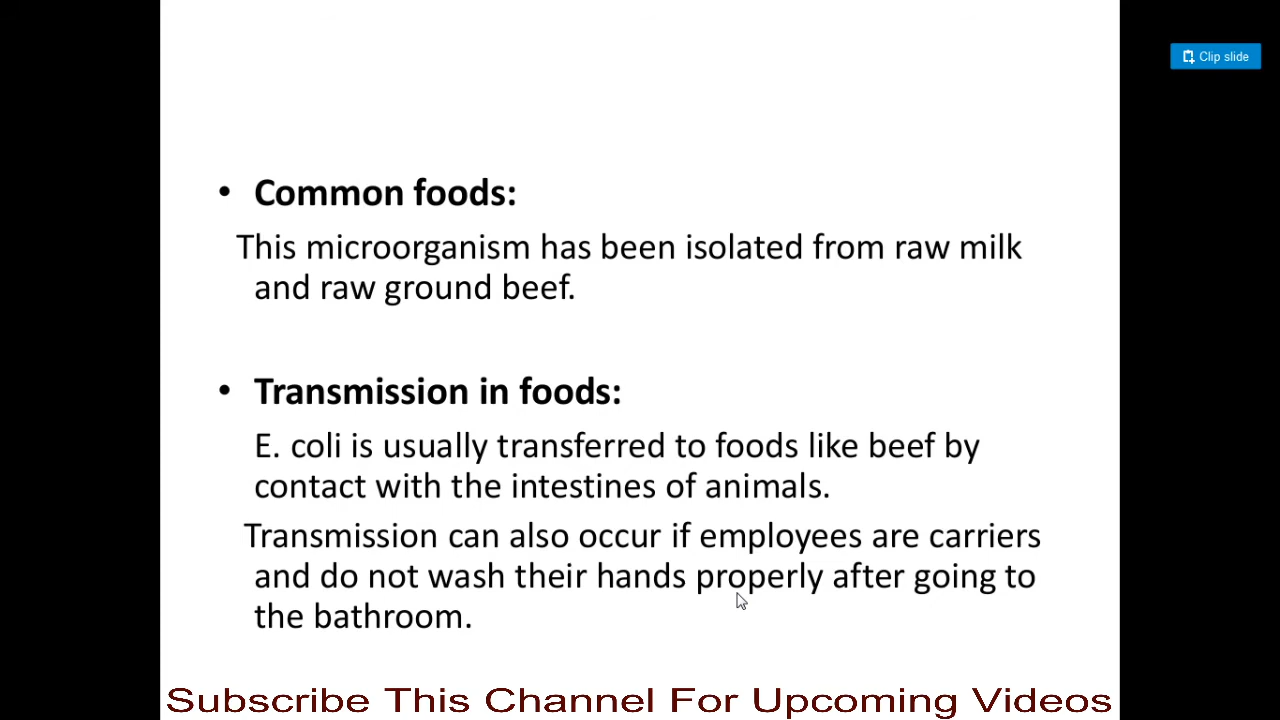 Clip slide
• Common foods:
This microorganism has been isolated from raw milk
and raw ground beef.
• Transmission in foods:
E. coli is usually transferred to foods like beef by
contact with the intestines of animals.
Transmission can also occur if employees are carriers
and do not wash their hands properly after going to
the bathroom.
Subscribe This Channel For Upcoming Videos